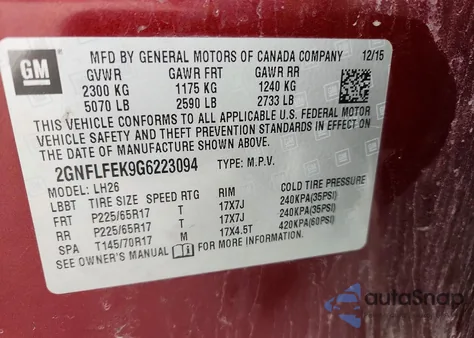 GM
MFD BY GENERAL MOTORS OF CANADA COMPANY 12/15
GVWR GAWR FRT GAWR RR
2300 KG 1175 KG 1240 KG
5070 LB 2590 LB 2733 LB
THIS VEHICLE CONFORMS TO ALL APPLICABLE U.S. FEDERAL MOTOR
VEHICLE SAFETY AND THEFT PREVENTION STANDARDS IN EFFECT
ON THE DATE OF MANUFACTURE SHOWN ABOVE.
2GNFLFEK9G6223094 TYPE: M.P.V.
MODEL: LH26
LBBT TIRE SIZE SPEED RTG RIM COLD TIRE PRESSURE
FRT P225/65R17 T 17X7J 240KPA(35PSI)
RR P225/65R17 T 17X7J 240KPA(35PSI)
SPA T145/70R17 M 17X4.5T 420KPA(60PSI)
SEE OWNER'S MANUAL FOR MORE INFORMATION.
autoSnap